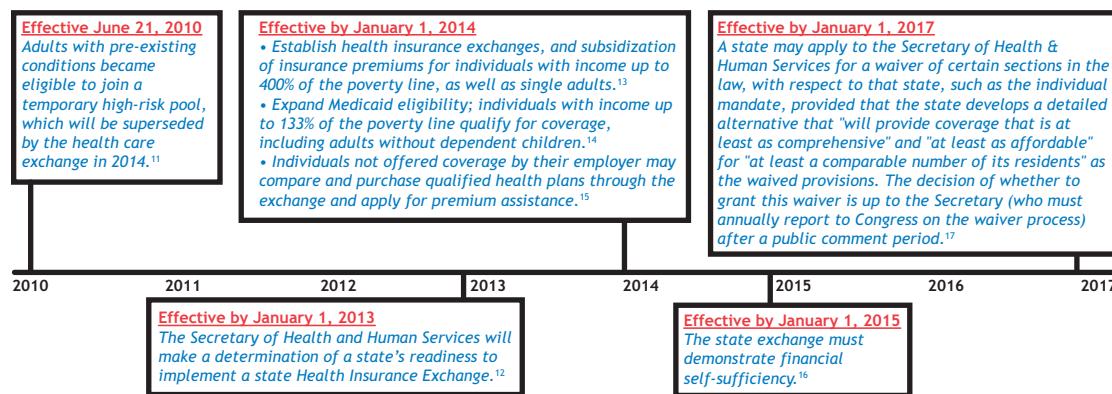 Effective June 21, 2010
Adults with pre-existing
conditions became
eligible to join a
temporary high-risk pool,
which will be superseded
by the health care
exchange in 2014.¹¹
Effective by January 1, 2014
• Establish health insurance exchanges, and subsidization
of insurance premiums for individuals with income up to
400% of the poverty line, as well as single adults.¹³
• Expand Medicaid eligibility; individuals with income up
to 133% of the poverty line qualify for coverage,
including adults without dependent children.¹⁴
• Individuals not offered coverage by their employer may
compare and purchase qualified health plans through the
exchange and apply for premium assistance.¹⁵
Effective by January 1, 2017
A state may apply to the Secretary of Health &
Human Services for a waiver of certain sections in the
law, with respect to that state, such as the individual
mandate, provided that the state develops a detailed
alternative that "will provide coverage that is at
least as comprehensive" and "at least as affordable"
for "at least a comparable number of its residents" as
the waived provisions. The decision of whether to
grant this waiver is up to the Secretary (who must
annually report to Congress on the waiver process)
after a public comment period.¹⁷
2010 2011 2012 2013 2014 2015 2016 2017
Effective by January 1, 2013
The Secretary of Health and Human Services will
make a determination of a state’s readiness to
implement a state Health Insurance Exchange.¹²
Effective by January 1, 2015
The state exchange must
demonstrate financial
self-sufficiency.¹⁶